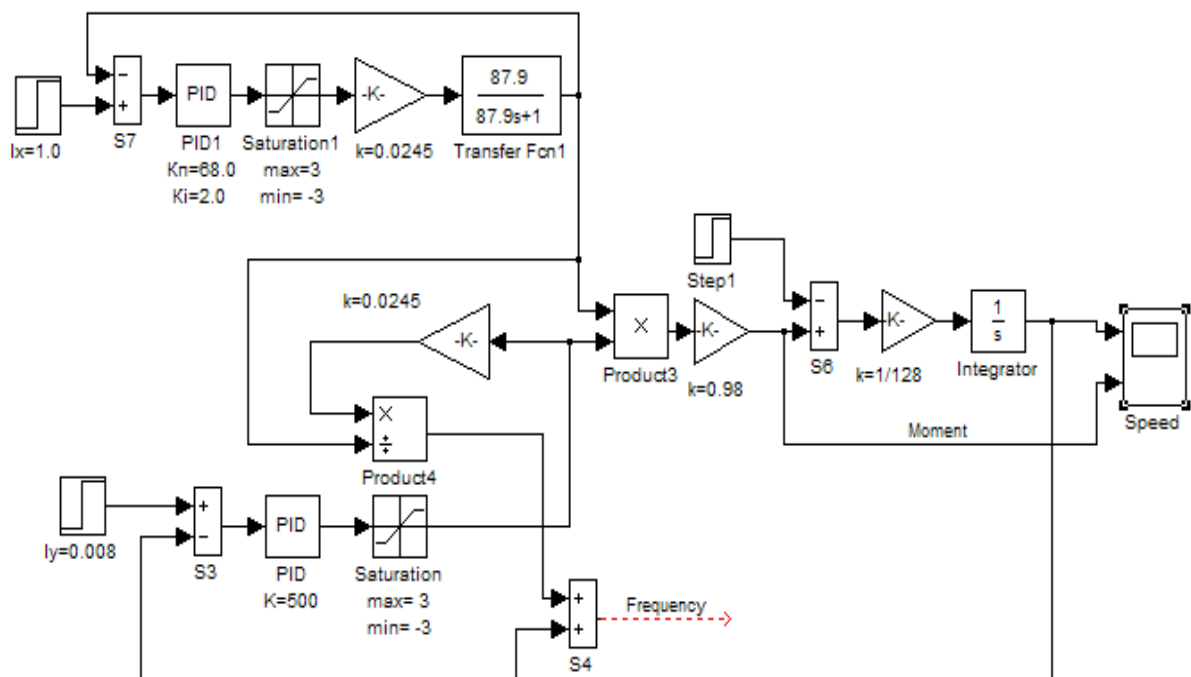 87.9
87.9s+1
PID
-K-
Ix=1.0
S7
PID1
Kп=68.0
Ki=2.0
Saturation1
max=3
min= -3
k=0.0245
Transfer Fcn1
Step1
k=0.0245
-K-
X
Product3
-K-
k=0.98
S6
K-
k=1/128
1
s
Integrator
Speed
Moment
X
÷
Product4
Iy=0.008
S3
PID
PID
K=500
Saturation
max= 3
min= -3
Frequency
S4